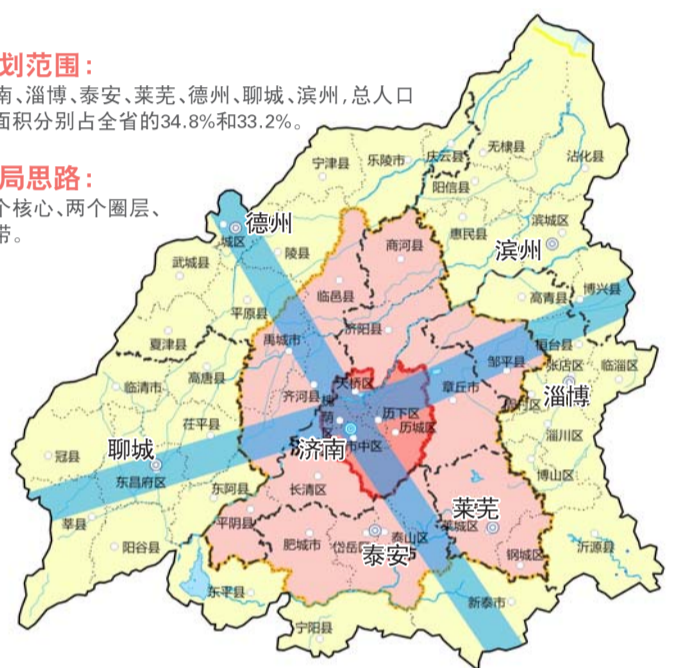 划范围：
南、淄博、泰安、莱芜、德州、聊城、滨州，总人口
面积分别占全省的34.8%和33.2%。
局思路：
个核心、两个圈层、
带。
宁津县
乐陵市
庆云县
无棣县
沾化县
阳信县
德州
城区
陵县
商河县
惠民县
滨城区
滨州
武城县
临邑县
平原县
高青县
博兴县
夏津县
禹城市
济阳县
桓台县
邹平县
张店区
临淄区
临清市
高唐县
齐河县
天桥区
章丘市
淄博
茌平县
槐荫区
历下区
历城区
村区
淄川区
冠县
聊城
济南
市中区
东昌府区
长清区
博山区
东阿县
莘县
平阴县
莱芜
莱城区
阳谷县
肥城市
岱岳区
泰山区
泰安
钢城区
沂源县
东平县
新泰市
宁阳县